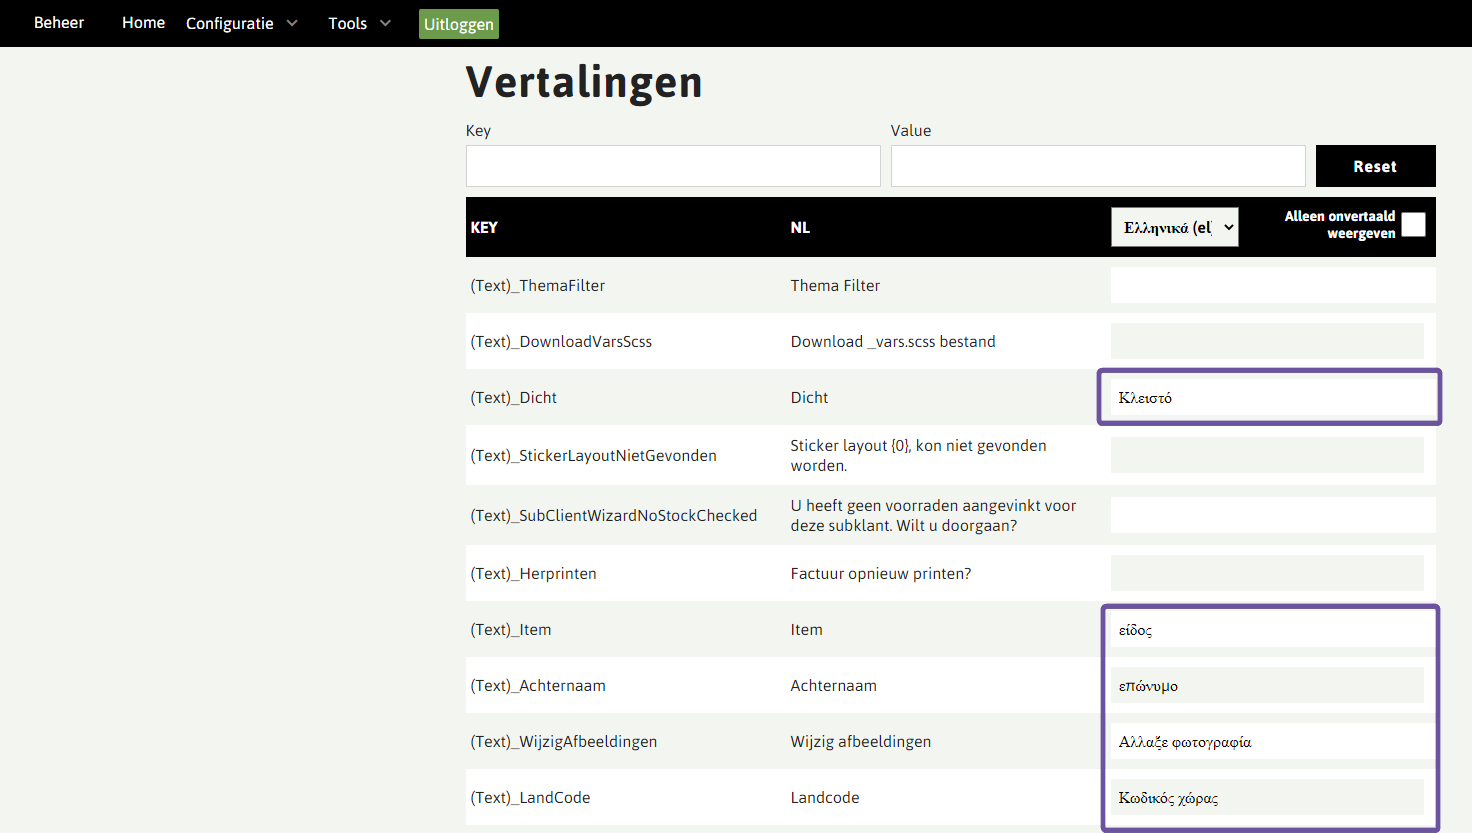 Beheer Home Configuratie Tools Uitloggen
Vertalingen
Key Value
Reset
KEY NL Ελληνικά (el) Alleen onvertaald
weergeven
(Text)_ThemaFilter Thema Filter
(Text)_DownloadVarsScss Download _vars.scss bestand
(Text)_Dicht Dicht Κλειστό
(Text)_StickerLayoutNietGevonden Sticker layout {0}, kon niet gevonden
worden.
(Text)_SubClientWizardNoStockChecked U heeft geen voorraden aangevinkt voor
deze subklant. Wilt u doorgaan?
(Text)_Herprinten Factuur opnieuw printen?
(Text)_Item Item είδος
(Text)_Achternaam Achternaam επώνυμο
(Text)_WijzigAfbeeldingen Wijzig afbeeldingen Αλλαξε φωτογραφία
(Text)_LandCode Landcode Κωδικός χώρας